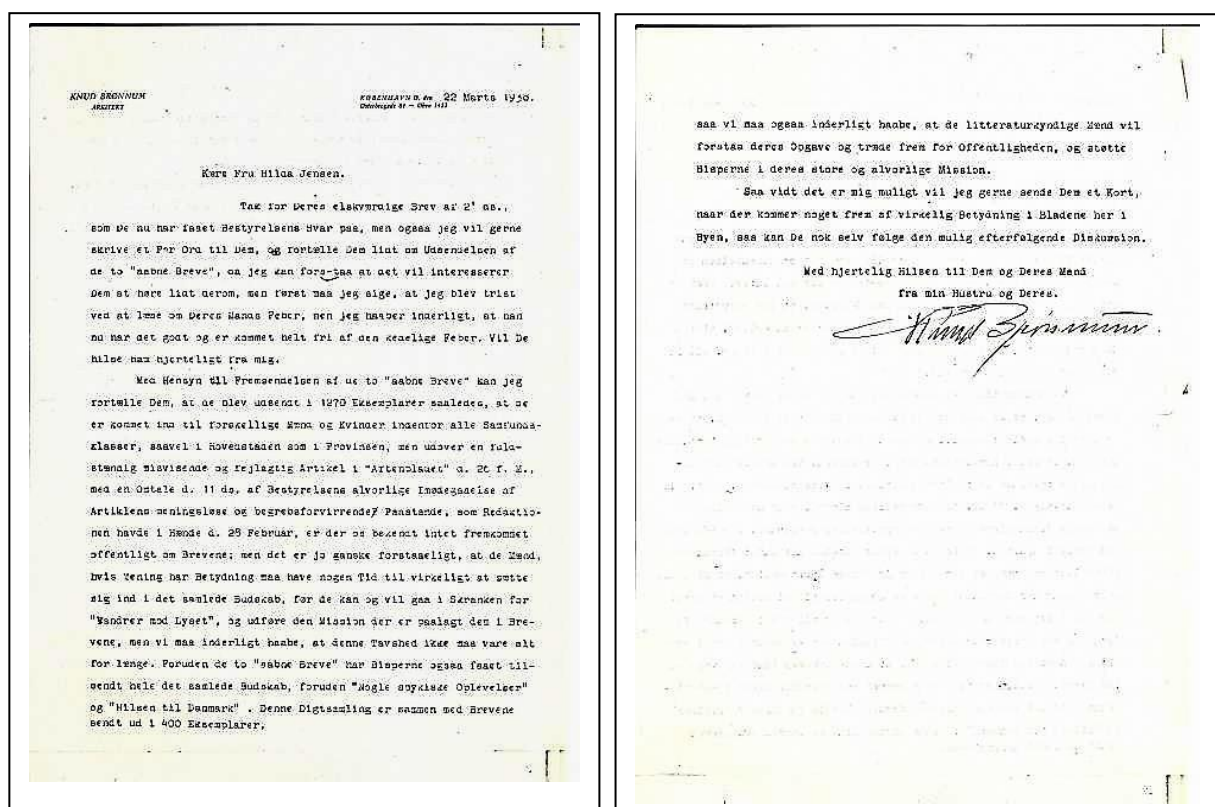 KNUD BRØNNUM
ARKITEKT
KØBENHAVN Ø. den 22 Marts 1938.
Kære Fru Hilda Jensen.
Tak for Deres elskværdige Brev af ds.,
som De nu har faaet Bestyrelsens Svar paa, men ogsaa jeg vil gerne
skrive et Par Ord til Dem, og fortælle Dem lidt om Udsendelsen af
de to "aabne Breve", da jeg kan forstaa at det vil interesserer
Dem at høre lidt derom, men først maa jeg sige, at jeg blev trist
ved at læse om Deres Mands Feber, men jeg haaber inderligt, at han
nu har det godt og er kommet helt fri af den kedelige Feber. Vil De
hilse ham hjerteligt fra mig.
Med Hensyn til Fremsendelsen af de to "aabne Breve" kan jeg
fortælle Dem, at de blev udsendt i 1270 Eksemplarer saaledes, at de
er kommet ind til forskellige Mænd og Kvinder indenfor alle Samfunds-
klasser, saavel i Hovedstaden som i Provinsen, men udover en fuld-
stændig misvisende og fejlagtig Artikel i "Aftenbladet" d. 26 f. M.,
med en Omtale d. 11 ds. af Bestyrelsens alvorlige Imødegaaelse af
Artiklens meningsløse og begrebsforvirrende Paastande, som Redaktio-
nen havde i Hænde d. 28 Februar, er der os bekendt intet fremkommet
offentligt om Brevene; men det er jo ganske forstaaeligt, at de Mænd,
hvis Mening har Betydning maa have nogen Tid til virkeligt at sætte
sig ind i det samlede Budskab, før de kan og vil gaa i Skranken for
"Vandrer mod Lyset", og udføre den Mission der er paalagt dem i Bre-
vene, men vi maa inderligt haabe, at denne Tavshed ikke maa vare alt
for længe. Foruden de to "aabne Breve" har Bisperne ogsaa faaet til-
sendt hele det samlede Budskab, foruden "Nogle psykiske Oplevelser"
og "Hilsen til Danmark" . Denne Digtsamling er sammen med Brevene
sendt ud i 400 Eksemplarer,
saa vi maa ogsaa inderligt haabe, at de litteraturkyndige Mænd vil
forstaa deres Opgave og træde frem for Offentligheden, og støtte
Bisperne i deres store og alvorlige Mission.
Saa vidt det er mig muligt vil jeg gerne sende Dem et Kort,
naar der kommer noget frem af virkelig Betydning i Bladene her i
Byen, saa kan De nok selv følge den mulig efterfølgende Diskussion.
Med hjertelig Hilsen til Dem og Deres Mand
fra min Hustru og Deres.
Knud Brønnum.